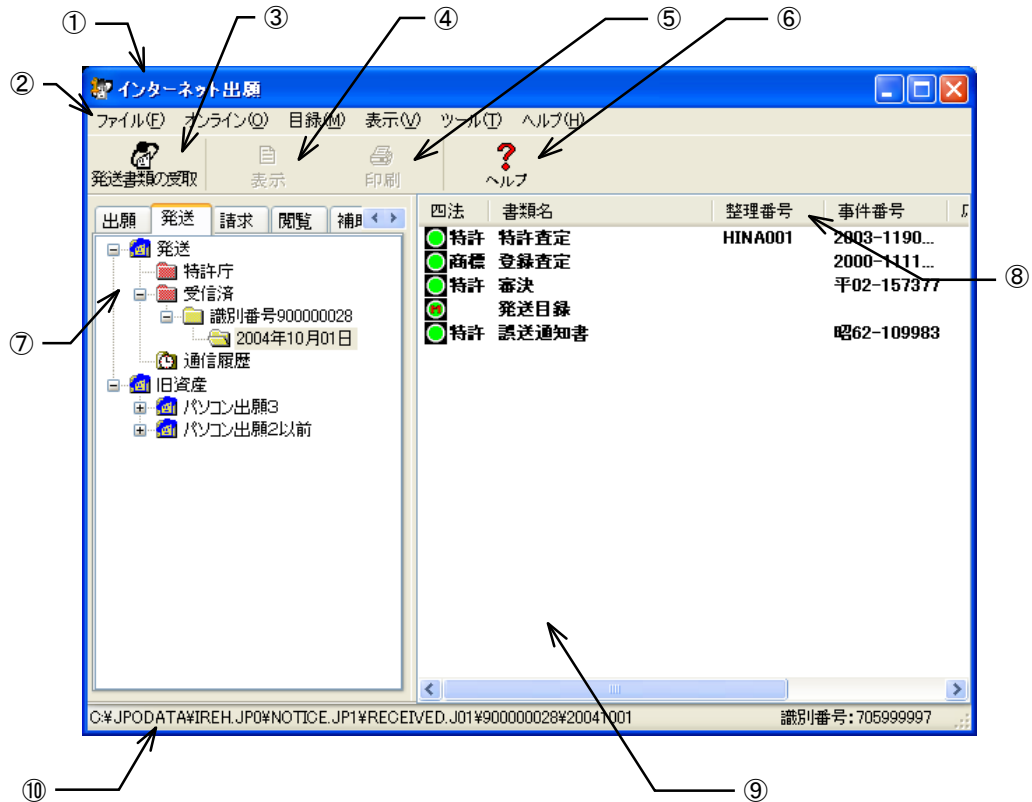 ① ③ ④ ⑤ ⑥
②
インターネット出願
ファイル(F) オンライン(O) 目録(M) 表示(V) ツール(T) ヘルプ(H)
発送書類の受取 表示 印刷 ヘルプ
出願 発送 請求 閲覧
発送
特許庁
受信済
識別番号900000028
2004年10月01日
通信履歴
旧資産
パソコン出願3
パソコン出願2以前
⑦
四法 書類名 整理番号 事件番号
特許 特許査定 HINA001 2003-1190...
商標 登録査定 2000-1111...
特許 審決 平02-157377
発送目録
特許 誤送通知書 昭62-109983
⑧
C:¥JPODATA¥IREH.JP0¥NOTICE.JP1¥RECEIVED.J01¥900000028¥20041001 識別番号:705999997
⑩ ⑨